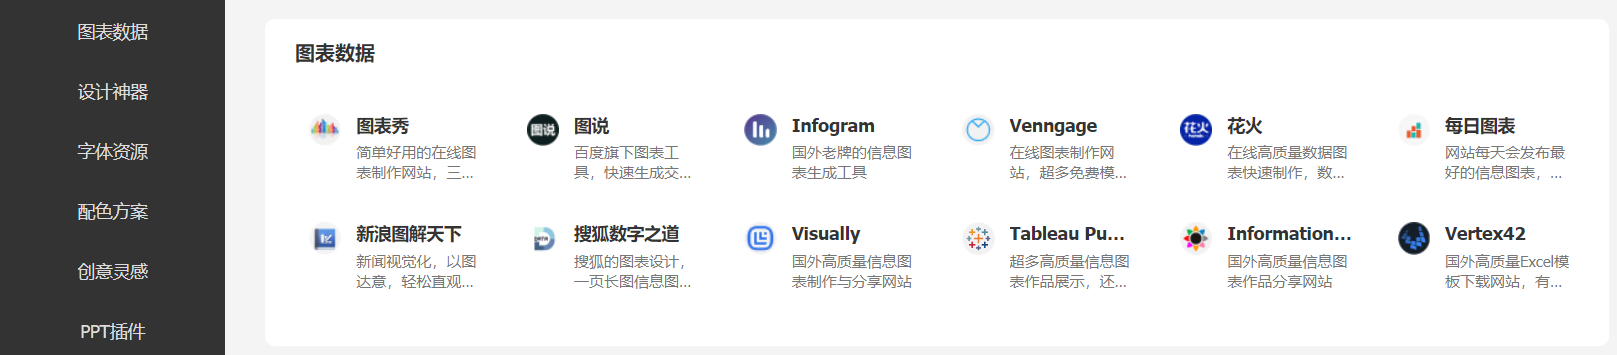 图表数据
设计神器
字体资源
配色方案
创意灵感
PPT插件
图表数据
图表秀
简单好用的在线图
表制作网站，三...
图说
图说
百度旗下图表工
具，快速生成交...
Infogram
国外老牌的信息图
表生成工具
Venngage
在线图表制作网
站，超多免费模...
花火
花火
在线高质量数据图
表快速制作，数...
每日图表
网站每天会发布最
好的信息图表，...
新浪图解天下
新闻视觉化，以图
达意，轻松直观...
DATA
搜狐数字之道
搜狐的图表设计，
一页长图信息图...
Visually
国外高质量信息图
表制作与分享网站
Tableau Pu...
超多高质量信息图
表作品展示，还...
Information...
国外高质量信息图
表作品分享网站
Vertex42
国外高质量Excel模
板下载网站，有...